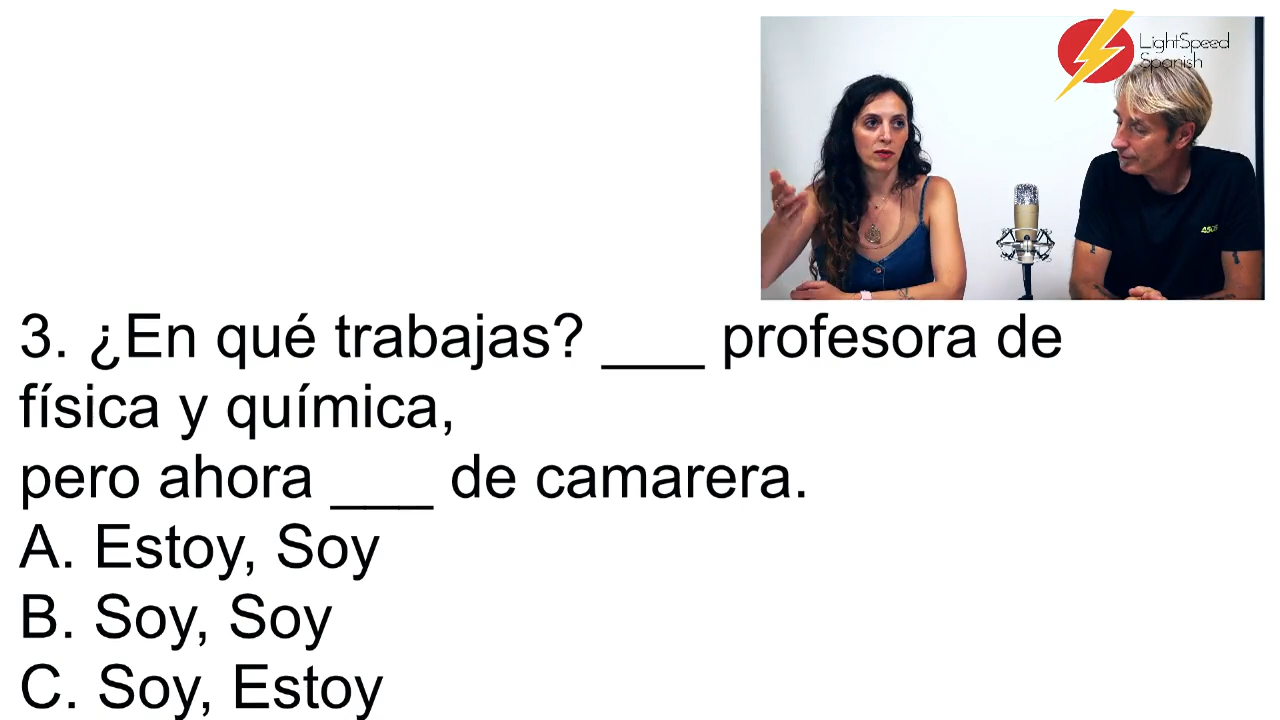 LightSpeed
Spanish
3. ¿En qué trabajas? ___ profesora de
física y química,
pero ahora ___ de camarera.
A. Estoy, Soy
B. Soy, Soy
C. Soy, Estoy